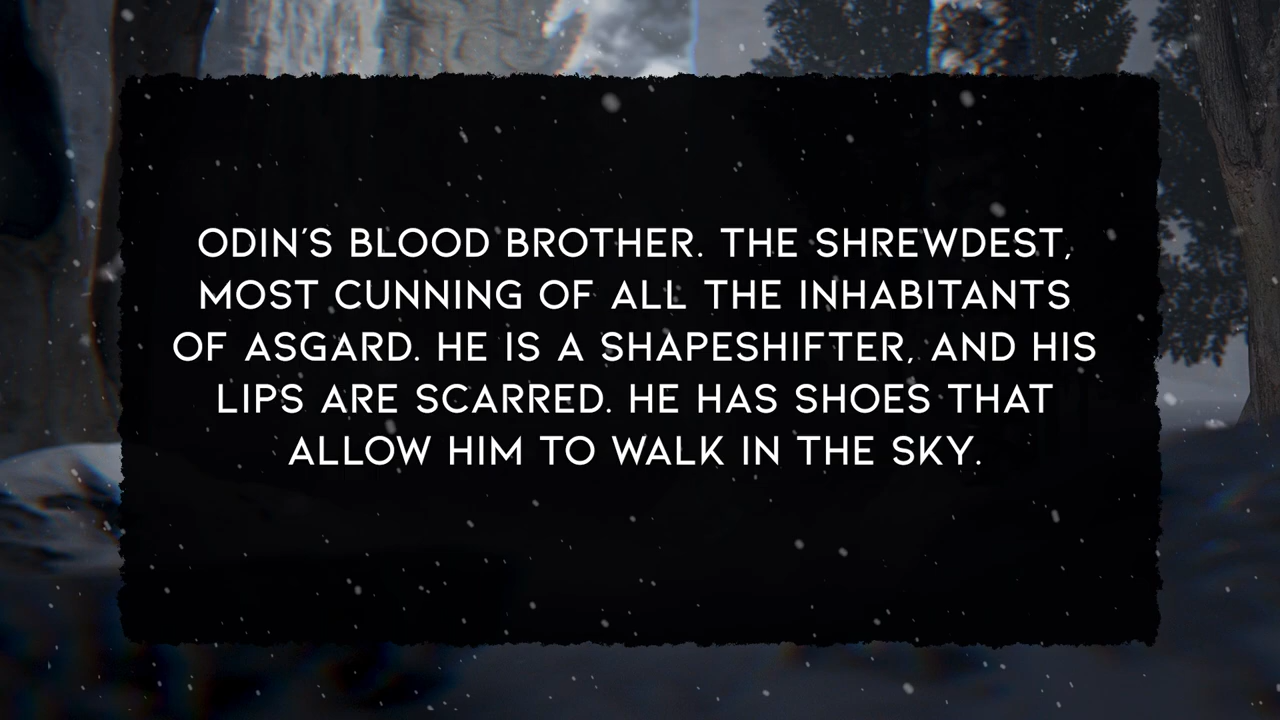 ODIN'S BLOOD BROTHER. THE SHREWDEST,
MOST CUNNING OF ALL THE INHABITANTS
OF ASGARD. HE IS A SHAPESHIFTER, AND HIS
LIPS ARE SCARRED. HE HAS SHOES THAT
ALLOW HIM TO WALK IN THE SKY.